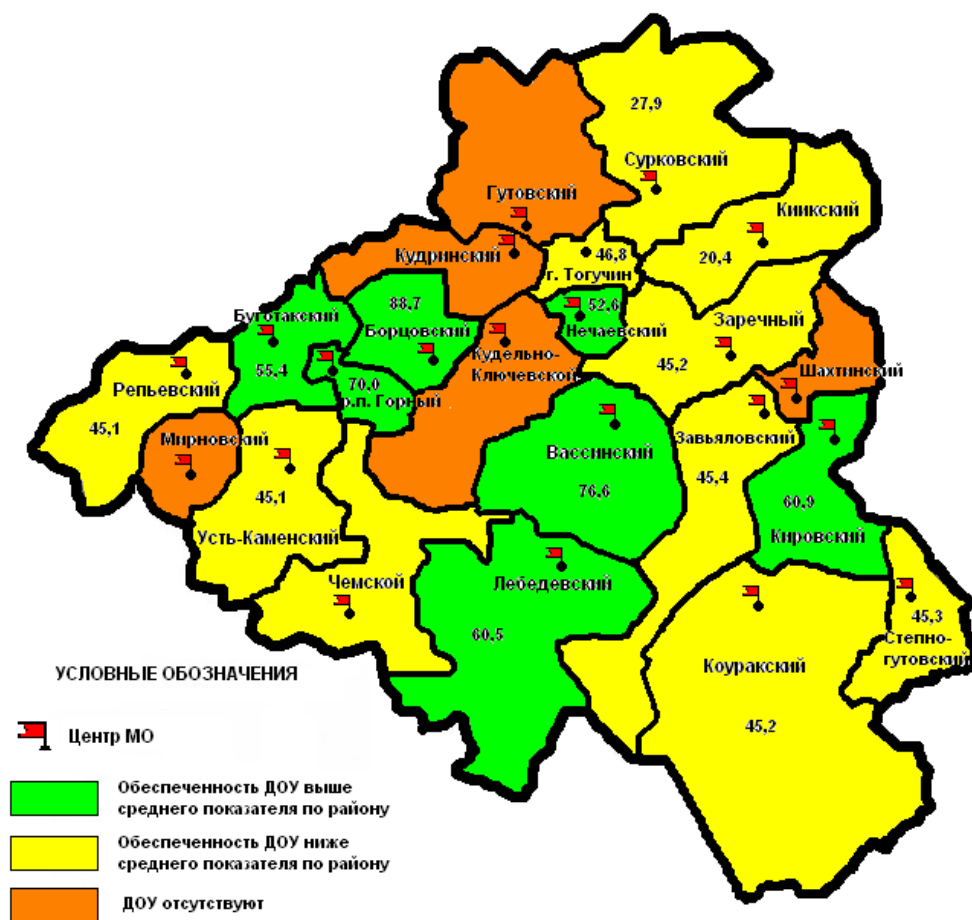 27,9
Сурковский
Гутовский
Киикский
Кудринский
46,8
20,4
г. Тогучин
88,7
52,6
Буготакский
Борцовский
Нечаевский
Заречный
Кудельно-
Ключевской
45,2
Шахтинский
55,4
70,0
р.п. Горный
Репьевский
45,1
Мирновский
Завьяловский
Вассинский
45,4
76,6
45,1
60,9
Усть-Каменский
Кировский
Чемской
Лебедевский
60,5
45,3
Степно-
гутовский
Коуракский
45,2
УСЛОВНЫЕ ОБОЗНАЧЕНИЯ
Центр МО
Обеспеченность ДОУ выше
среднего показателя по району
Обеспеченность ДОУ ниже
среднего показателя по району
ДОУ отсутствуют